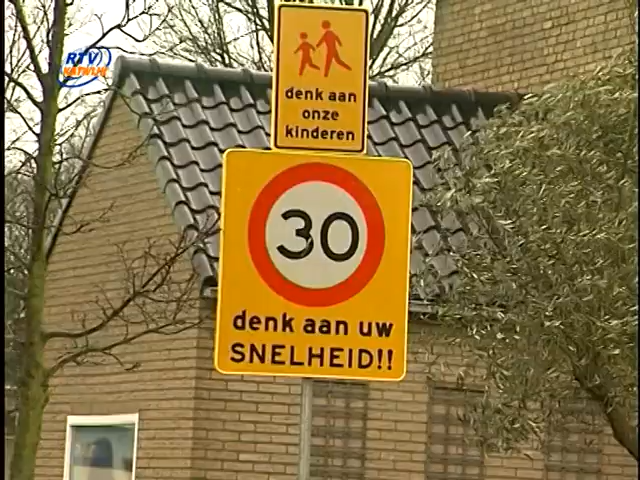 RTV
KATWIJK
denk aan
onze
kinderen
30
denk aan uw
SNELHEID!!